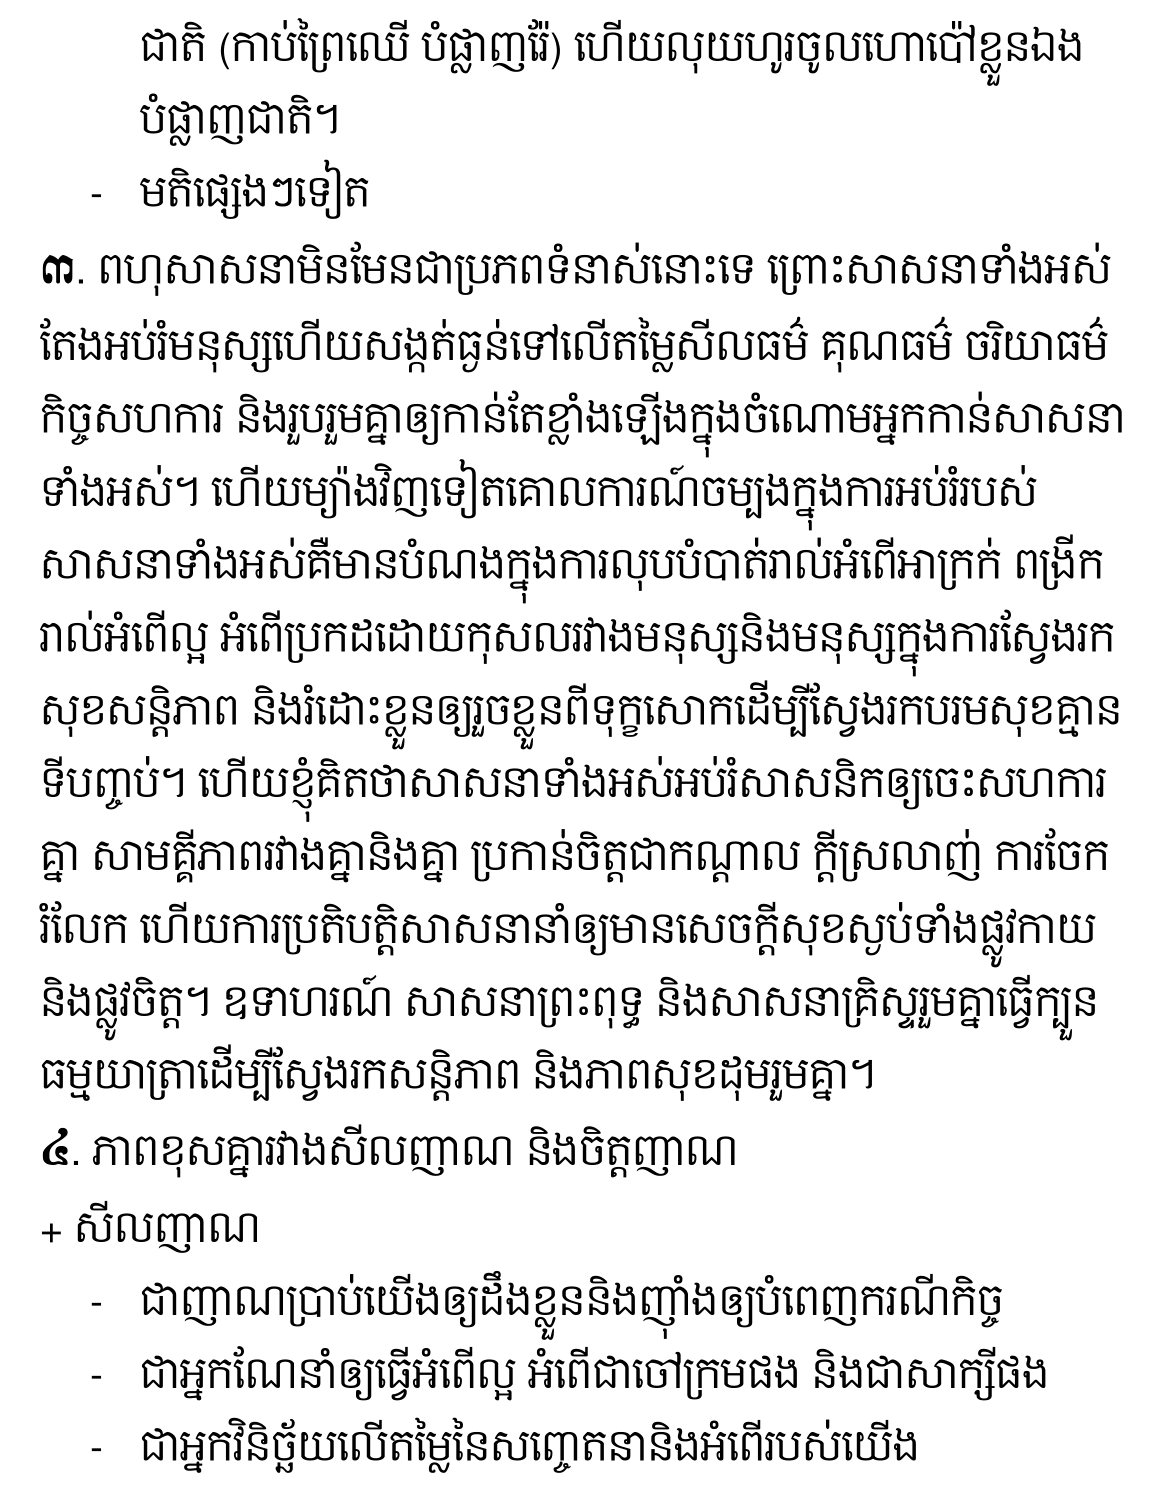 ជាតិ (កាប់ព្រៃឈើ បំផ្លាញរ៉ែ) ហើយលុយហូរចូលហោប៉ៅខ្លួនឯង
បំផ្លាញជាតិ។
- មតិផ្សេងៗទៀត
៣. ពហុសាសនាមិនមែនជាប្រភពទំនាស់នោះទេ ព្រោះសាសនាទាំងអស់
តែងអប់រំមនុស្សហើយសង្កត់ធ្ងន់ទៅលើតម្លៃសីលធម៌ គុណធម៌ ចរិយាធម៌
កិច្ចសហការ និងរួបរួមគ្នាឲ្យកាន់តែខ្លាំងឡើងក្នុងចំណោមអ្នកកាន់សាសនា
ទាំងអស់។ ហើយម្យ៉ាងវិញទៀតគោលការណ៍ចម្បងក្នុងការអប់រំរបស់
សាសនាទាំងអស់គឺមានបំណងក្នុងការលុបបំបាត់រាល់អំពើអាក្រក់ ពង្រីក
រាល់អំពើល្អ អំពើប្រកដដោយកុសលរវាងមនុស្សនិងមនុស្សក្នុងការស្វែងរក
សុខសន្តិភាព និងរំដោះខ្លួនឲ្យរួចខ្លួនពីទុក្ខសោកដើម្បីស្វែងរកបរមសុខគ្មាន
ទីបញ្ចប់។ ហើយខ្ញុំគិតថាសាសនាទាំងអស់អប់រំសាសនិកឲ្យចេះសហការ
គ្នា សាមគ្គីភាពរវាងគ្នានិងគ្នា ប្រកាន់ចិត្តជាកណ្តាល ក្តីស្រលាញ់ ការចែក
រំលែក ហើយការប្រតិបត្តិសាសនានាំឲ្យមានសេចក្តីសុខស្ងប់ទាំងផ្លូវកាយ
និងផ្លូវចិត្ត។ ឧទាហរណ៍ សាសនាព្រះពុទ្ធ និងសាសនាគ្រិស្ទរួមគ្នាធ្វើក្បួន
ធម្មយាត្រាដើម្បីស្វែងរកសន្តិភាព និងភាពសុខដុមរួមគ្នា។
៤. ភាពខុសគ្នារវាងសីលញាណ និងចិត្តញាណ
+ សីលញាណ
- ជាញាណប្រាប់យើងឲ្យដឹងខ្លួននិងញ៉ាំងឲ្យបំពេញករណីកិច្ច
- ជាអ្នកណែនាំឲ្យធ្វើអំពើល្អ អំពើជាចៅក្រមផង និងជាសាក្សីផង
- ជាអ្នកវិនិច្ឆ័យលើតម្លៃនៃសញ្ចេតនានិងអំពើរបស់យើង